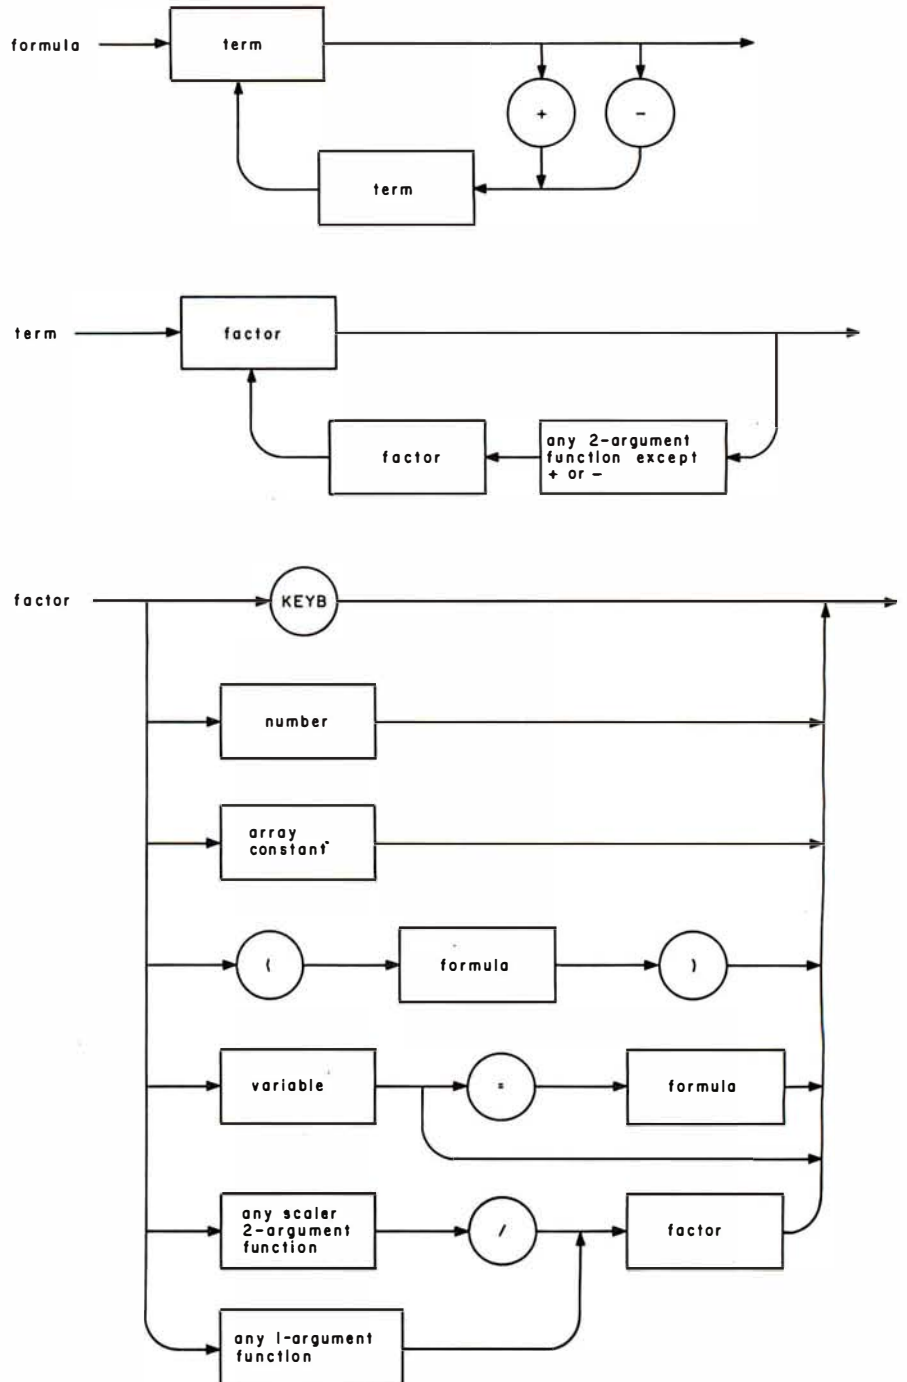 formula
term
+
-
term
term
factor
factor
any 2-argument
function except
+ or -
factor
KEYB
number
array
constant
(
formula
)
variable
=
formula
any scaler
2-argument
function
/
factor
any 1-argument
function